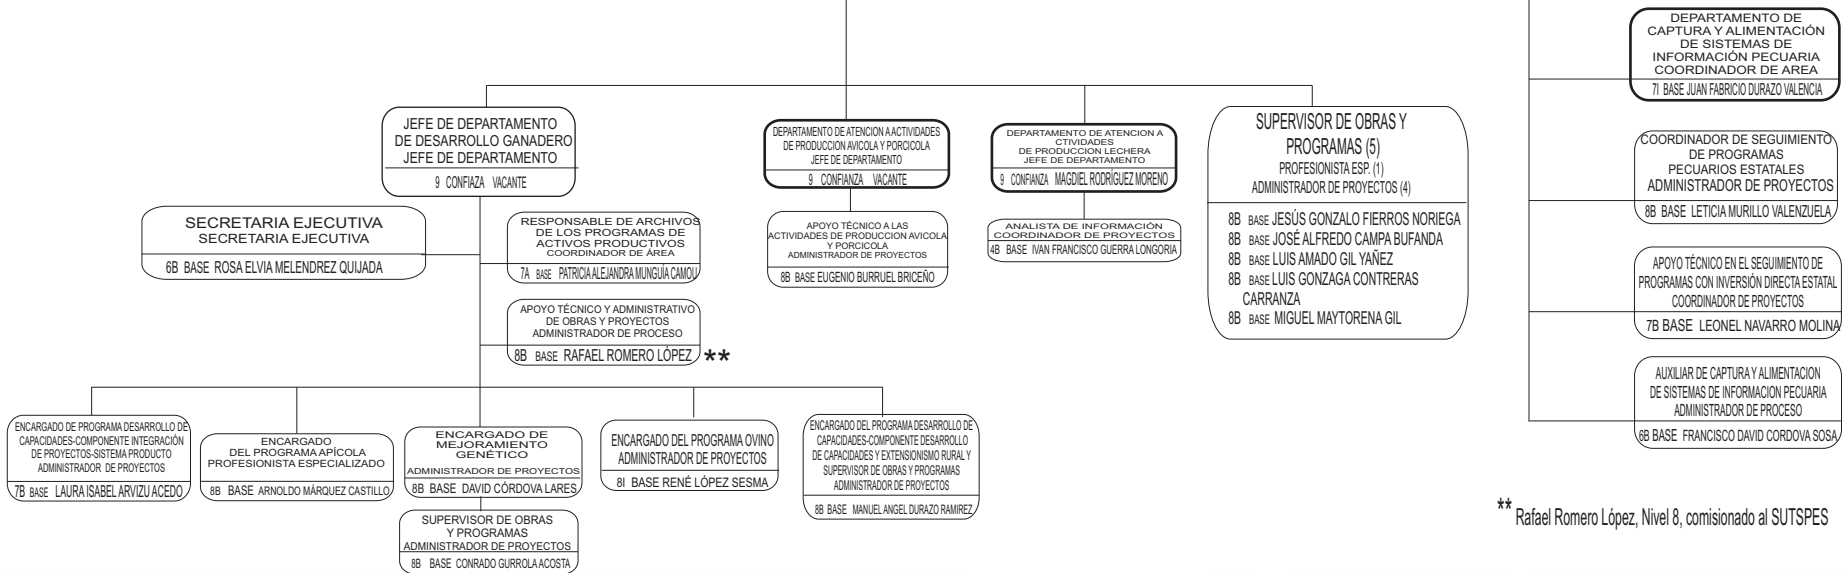 DEPARTAMENTO DE
CAPTURA Y ALIMENTACIÓN
DE SISTEMAS DE
INFORMACIÓN PECUARIA
COORDINADOR DE AREA
7I BASE JUAN FABRICIO DURAZO VALENCIA
JEFE DE DEPARTAMENTO
DE DESARROLLO GANADERO
JEFE DE DEPARTAMENTO
9 CONFIAZA VACANTE
DEPARTAMENTO DE ATENCION A ACTIVIDADES
DE PRODUCCION AVICOLA Y PORCICOLA
JEFE DE DEPARTAMENTO
9 CONFIANZA VACANTE
DEPARTAMENTO DE ATENCION A
CTIVIDADES
DE PRODUCCION LECHERA
JEFE DE DEPARTAMENTO
9 CONFIANZA MAGDIEL RODRÍGUEZ MORENO
SUPERVISOR DE OBRAS Y
PROGRAMAS (5)
PROFESIONISTA ESP. (1)
ADMINISTRADOR DE PROYECTOS (4)
8B BASE JESÚS GONZALO FIERROS NORIEGA
8B BASE JOSÉ ALFREDO CAMPA BUFANDA
8B BASE LUIS AMADO GIL YAÑEZ
8B BASE LUIS GONZAGA CONTRERAS
CARRANZA
8B BASE MIGUEL MAYTORENA GIL
COORDINADOR DE SEGUIMIENTO
DE PROGRAMAS
PECUARIOS ESTATALES
ADMINISTRADOR DE PROYECTOS
8B BASE LETICIA MURILLO VALENZUELA
SECRETARIA EJECUTIVA
SECRETARIA EJECUTIVA
6B BASE ROSA ELVIA MELENDREZ QUIJADA
RESPONSABLE DE ARCHIVOS
DE LOS PROGRAMAS DE
ACTIVOS PRODUCTIVOS
COORDINADOR DE ÁREA
7A BASE PATRICIA ALEJANDRA MUNGUÍA CAMOU
APOYO TÉCNICO A LAS
ACTIVIDADES DE PRODUCCION AVICOLA
Y PORCICOLA
ADMINISTRADOR DE PROYECTOS
8B BASE EUGENIO BURRUEL BRICEÑO
ANALISTA DE INFORMACIÓN
COORDINADOR DE PROYECTOS
4B BASE IVAN FRANCISCO GUERRA LONGORIA
APOYO TÉCNICO EN EL SEGUIMIENTO DE
PROGRAMAS CON INVERSIÓN DIRECTA ESTATAL
COORDINADOR DE PROYECTOS
7B BASE LEONEL NAVARRO MOLINA
APOYO TÉCNICO Y ADMINISTRATIVO
DE OBRAS Y PROYECTOS
ADMINISTRADOR DE PROCESO
8B BASE RAFAEL ROMERO LÓPEZ **
AUXILIAR DE CAPTURA Y ALIMENTACION
DE SISTEMAS DE INFORMACION PECUARIA
ADMINISTRADOR DE PROCESO
6B BASE FRANCISCO DAVID CORDOVA SOSA
ENCARGADO DE PROGRAMA DESARROLLO DE
CAPACIDADES-COMPONENTE INTEGRACIÓN
DE PROYECTOS-SISTEMA PRODUCTO
ADMINISTRADOR DE PROYECTOS
7B BASE LAURA ISABEL ARVIZU ACEDO
ENCARGADO
DEL PROGRAMA APÍCOLA
PROFESIONISTA ESPECIALIZADO
8B BASE ARNOLDO MÁRQUEZ CASTILLO
ENCARGADO DE
MEJORAMIENTO
GENÉTICO
ADMINISTRADOR DE PROYECTOS
8B BASE DAVID CÓRDOVA LARES
ENCARGADO DEL PROGRAMA OVINO
ADMINISTRADOR DE PROYECTOS
8I BASE RENÉ LÓPEZ SESMA
ENCARGADO DEL PROGRAMA DESARROLLO DE
CAPACIDADES-COMPONENTE DESARROLLO
DE CAPACIDADES Y EXTENSIONISMO RURAL Y
SUPERVISOR DE OBRAS Y PROGRAMAS
ADMINISTRADOR DE PROYECTOS
8B BASE MANUEL ANGEL DURAZO RAMIREZ
SUPERVISOR DE OBRAS
Y PROGRAMAS
ADMINISTRADOR DE PROYECTOS
8B BASE CONRADO GURROLA ACOSTA
** Rafael Romero López, Nivel 8, comisionado al SUTSPES